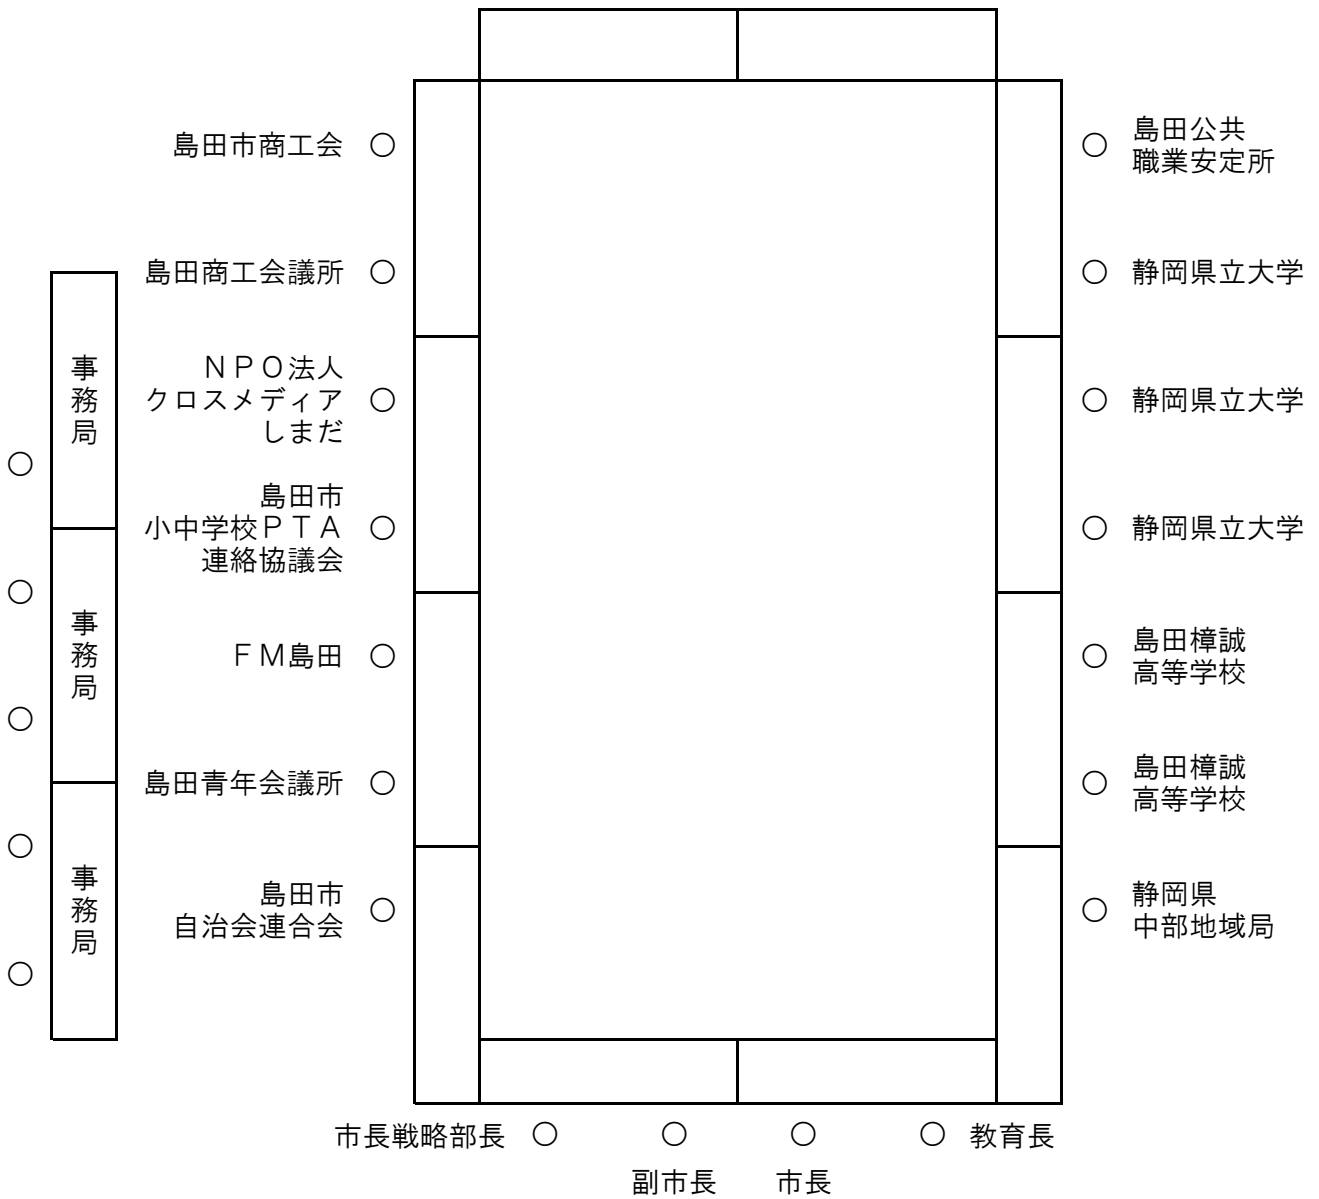 島田市商工会 ○
○ 島田公共
職業安定所
島田商工会議所 ○
○ 静岡県立大学
事務局
ＮＰＯ法人
クロスメディア ○
しまだ
○ 静岡県立大学
○
島田市
小中学校ＰＴＡ ○
連絡協議会
○ 静岡県立大学
○
事務局
ＦＭ島田 ○
○ 島田樟誠
高等学校
○
島田青年会議所 ○
○ 島田樟誠
高等学校
○
事務局
島田市
自治会連合会 ○
○ 静岡県
中部地域局
○
市長戦略部長 ○ ○ ○ ○ 教育長
副市長 市長